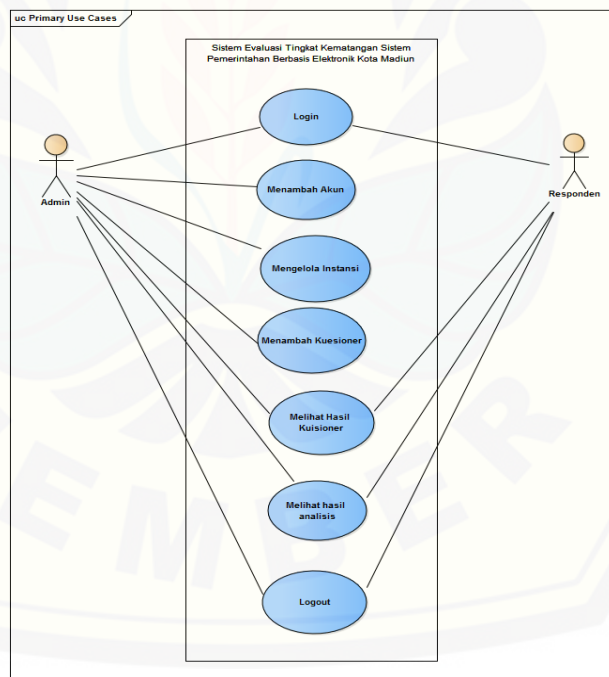 uc Primary Use Cases
Sistem Evaluasi Tingkat Kematangan Sistem
Pemerintahan Berbasis Elektronik Kota Madiun
Login
Admin
Responden
Menambah Akun
Mengelola Instansi
Menambah Kuesioner
Melihat Hasil
Kuisioner
Melihat hasil
analisis
Logout
EMBER